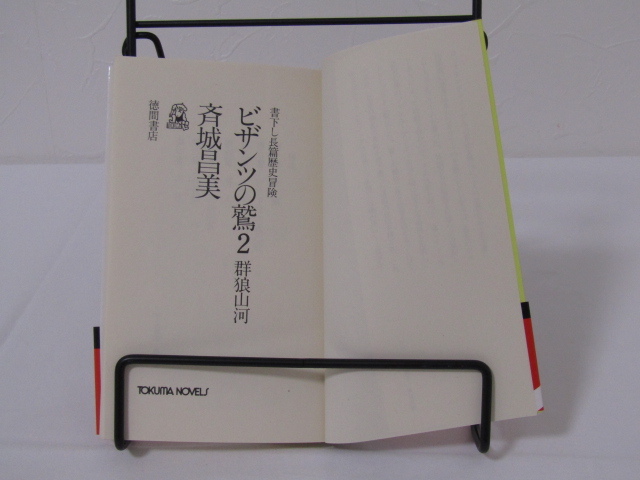 書下し長篇歴史冒険
ビザンツの鷲2 群狼山河
斉城昌美
徳間書店
TOKUMA NOVELS